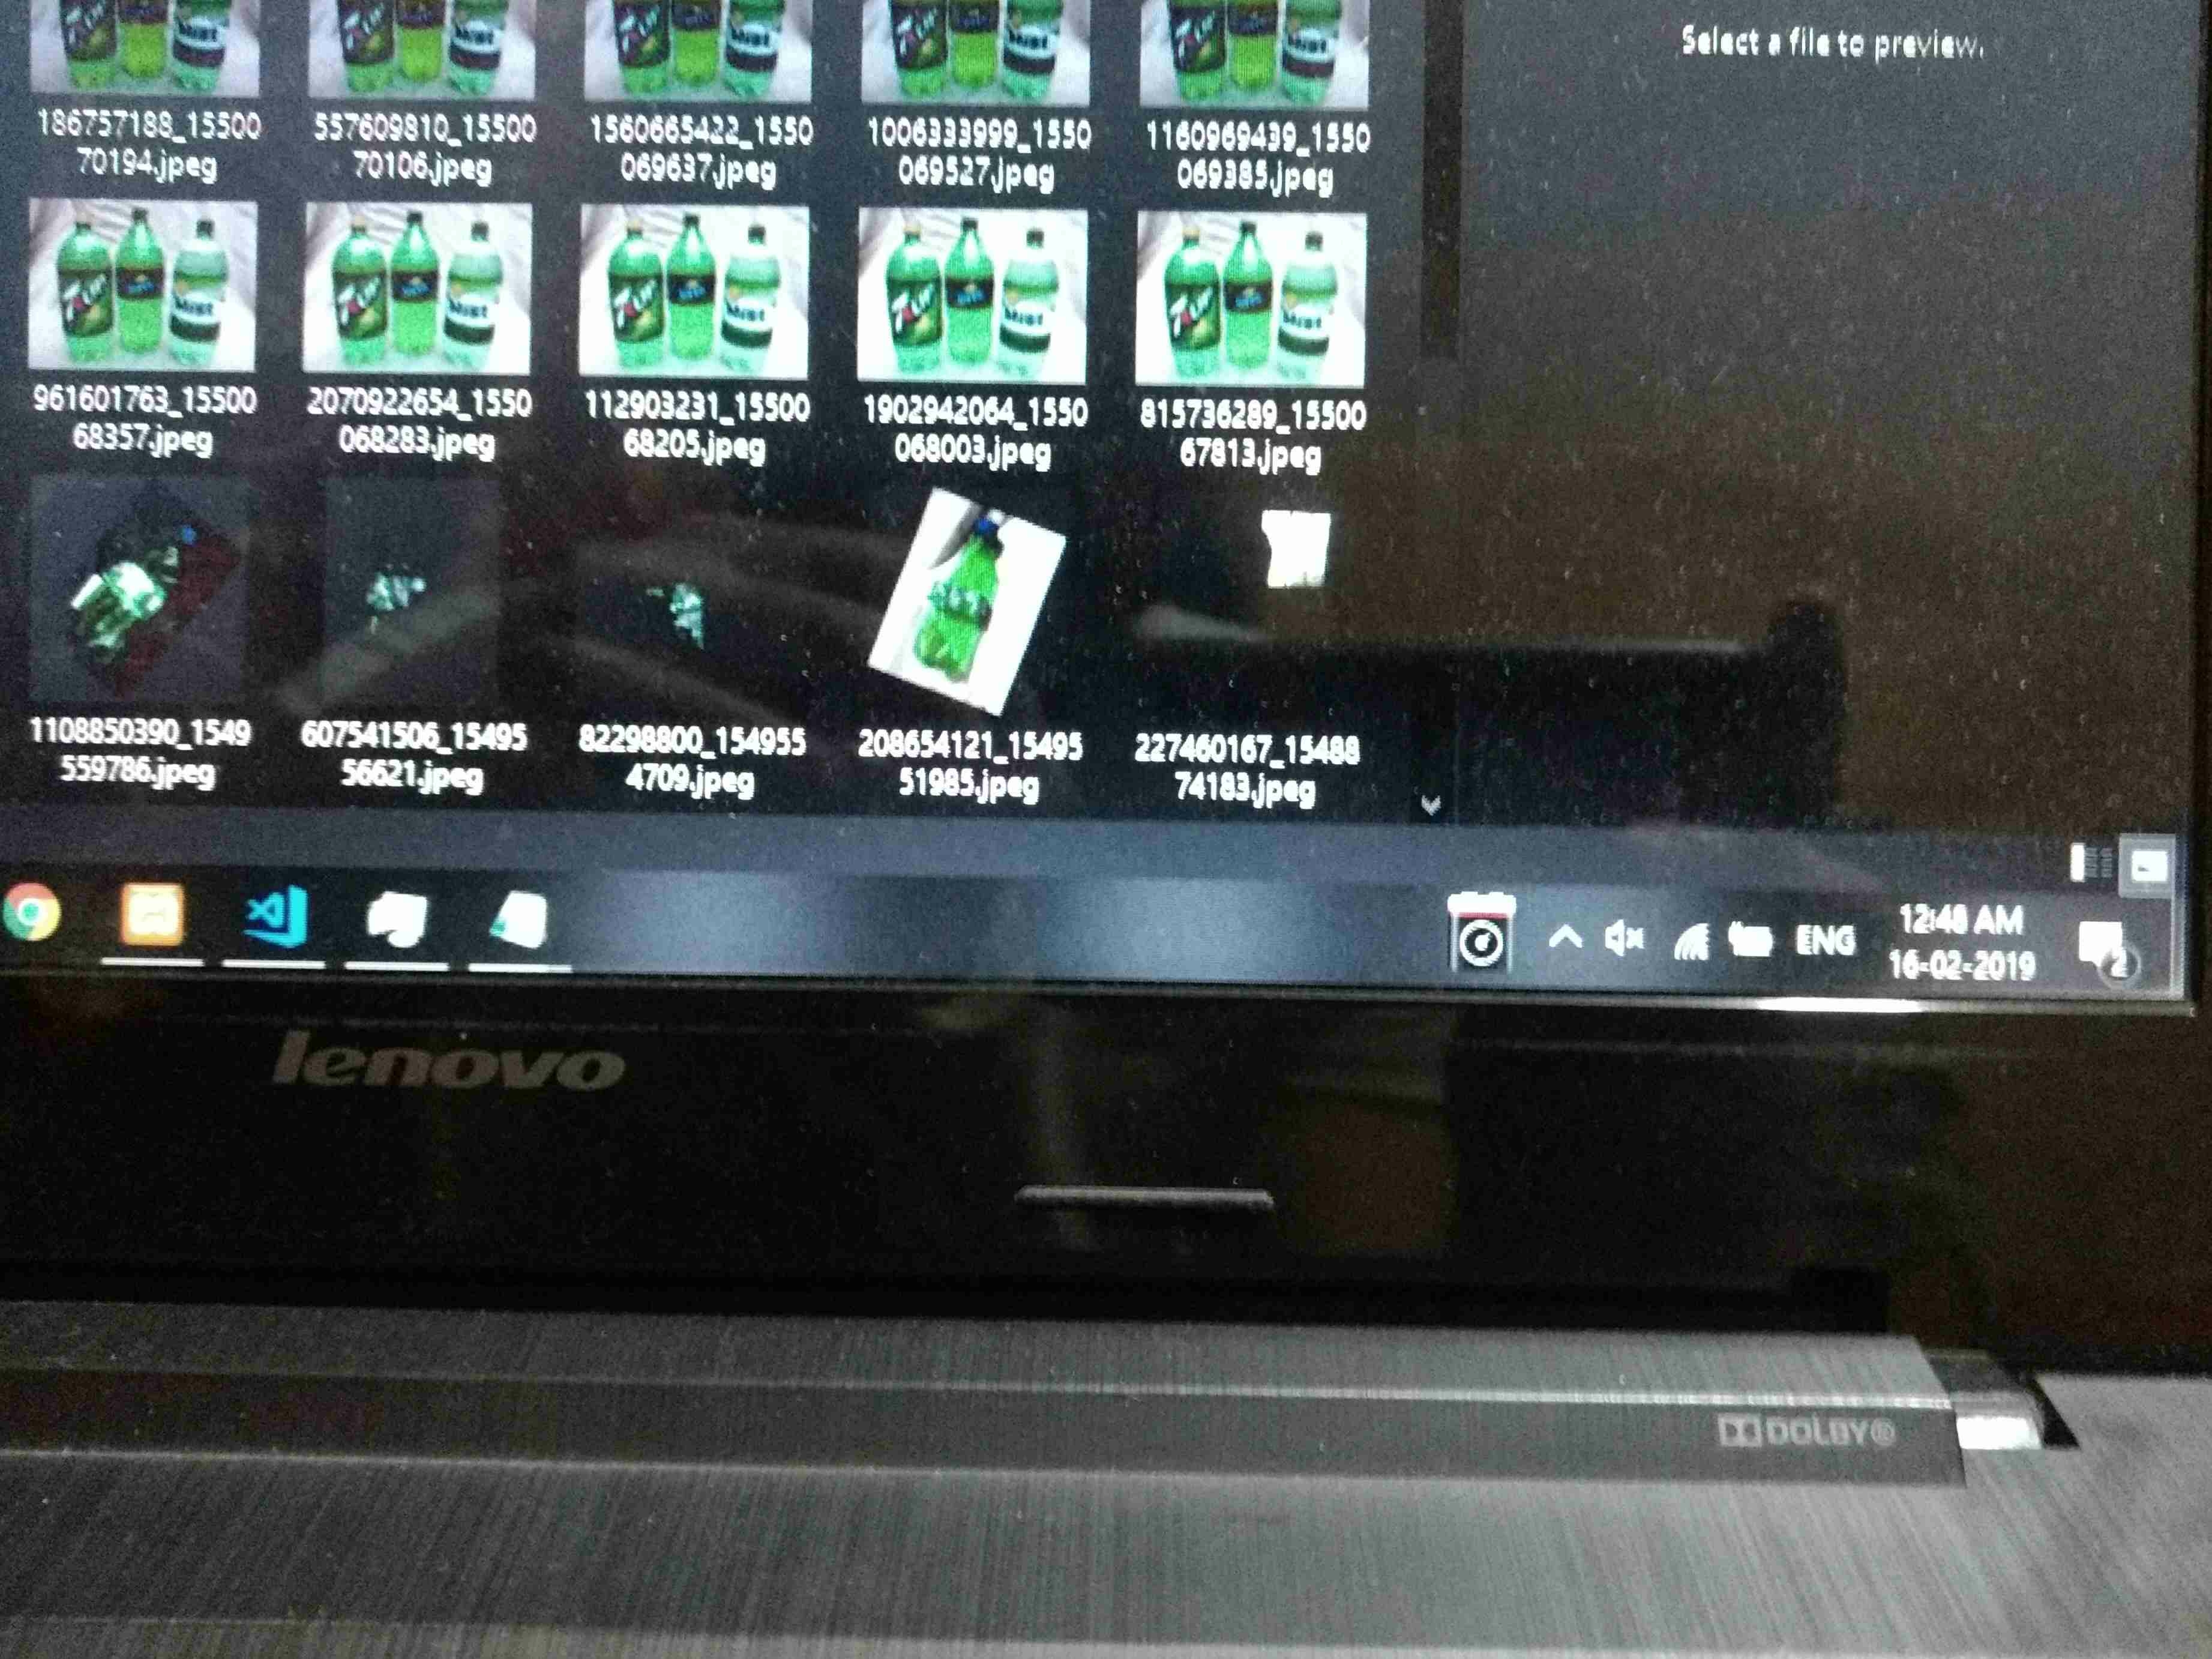 Select a file to preview.
186757188_15500
70194.jpeg
557609810_15500
70106.jpeg
1560665422_1550
069637.jpeg
1006333999_1550
069527.jpeg
1160969439_1550
069385.jpeg
961601763_15500
68357.jpeg
2070922654_1550
068283.jpeg
112903231_15500
68205.jpeg
1902942064_1550
068003.jpeg
815736289_15500
67813.jpeg
1108850390_1549
559786.jpeg
607541506_15495
56621.jpeg
82298800_154955
4709.jpeg
208654121_15495
51985.jpeg
227460167_15488
74183.jpeg
ENG
12:48 AM
16-02-2019
2
lenovo
DOLBY®